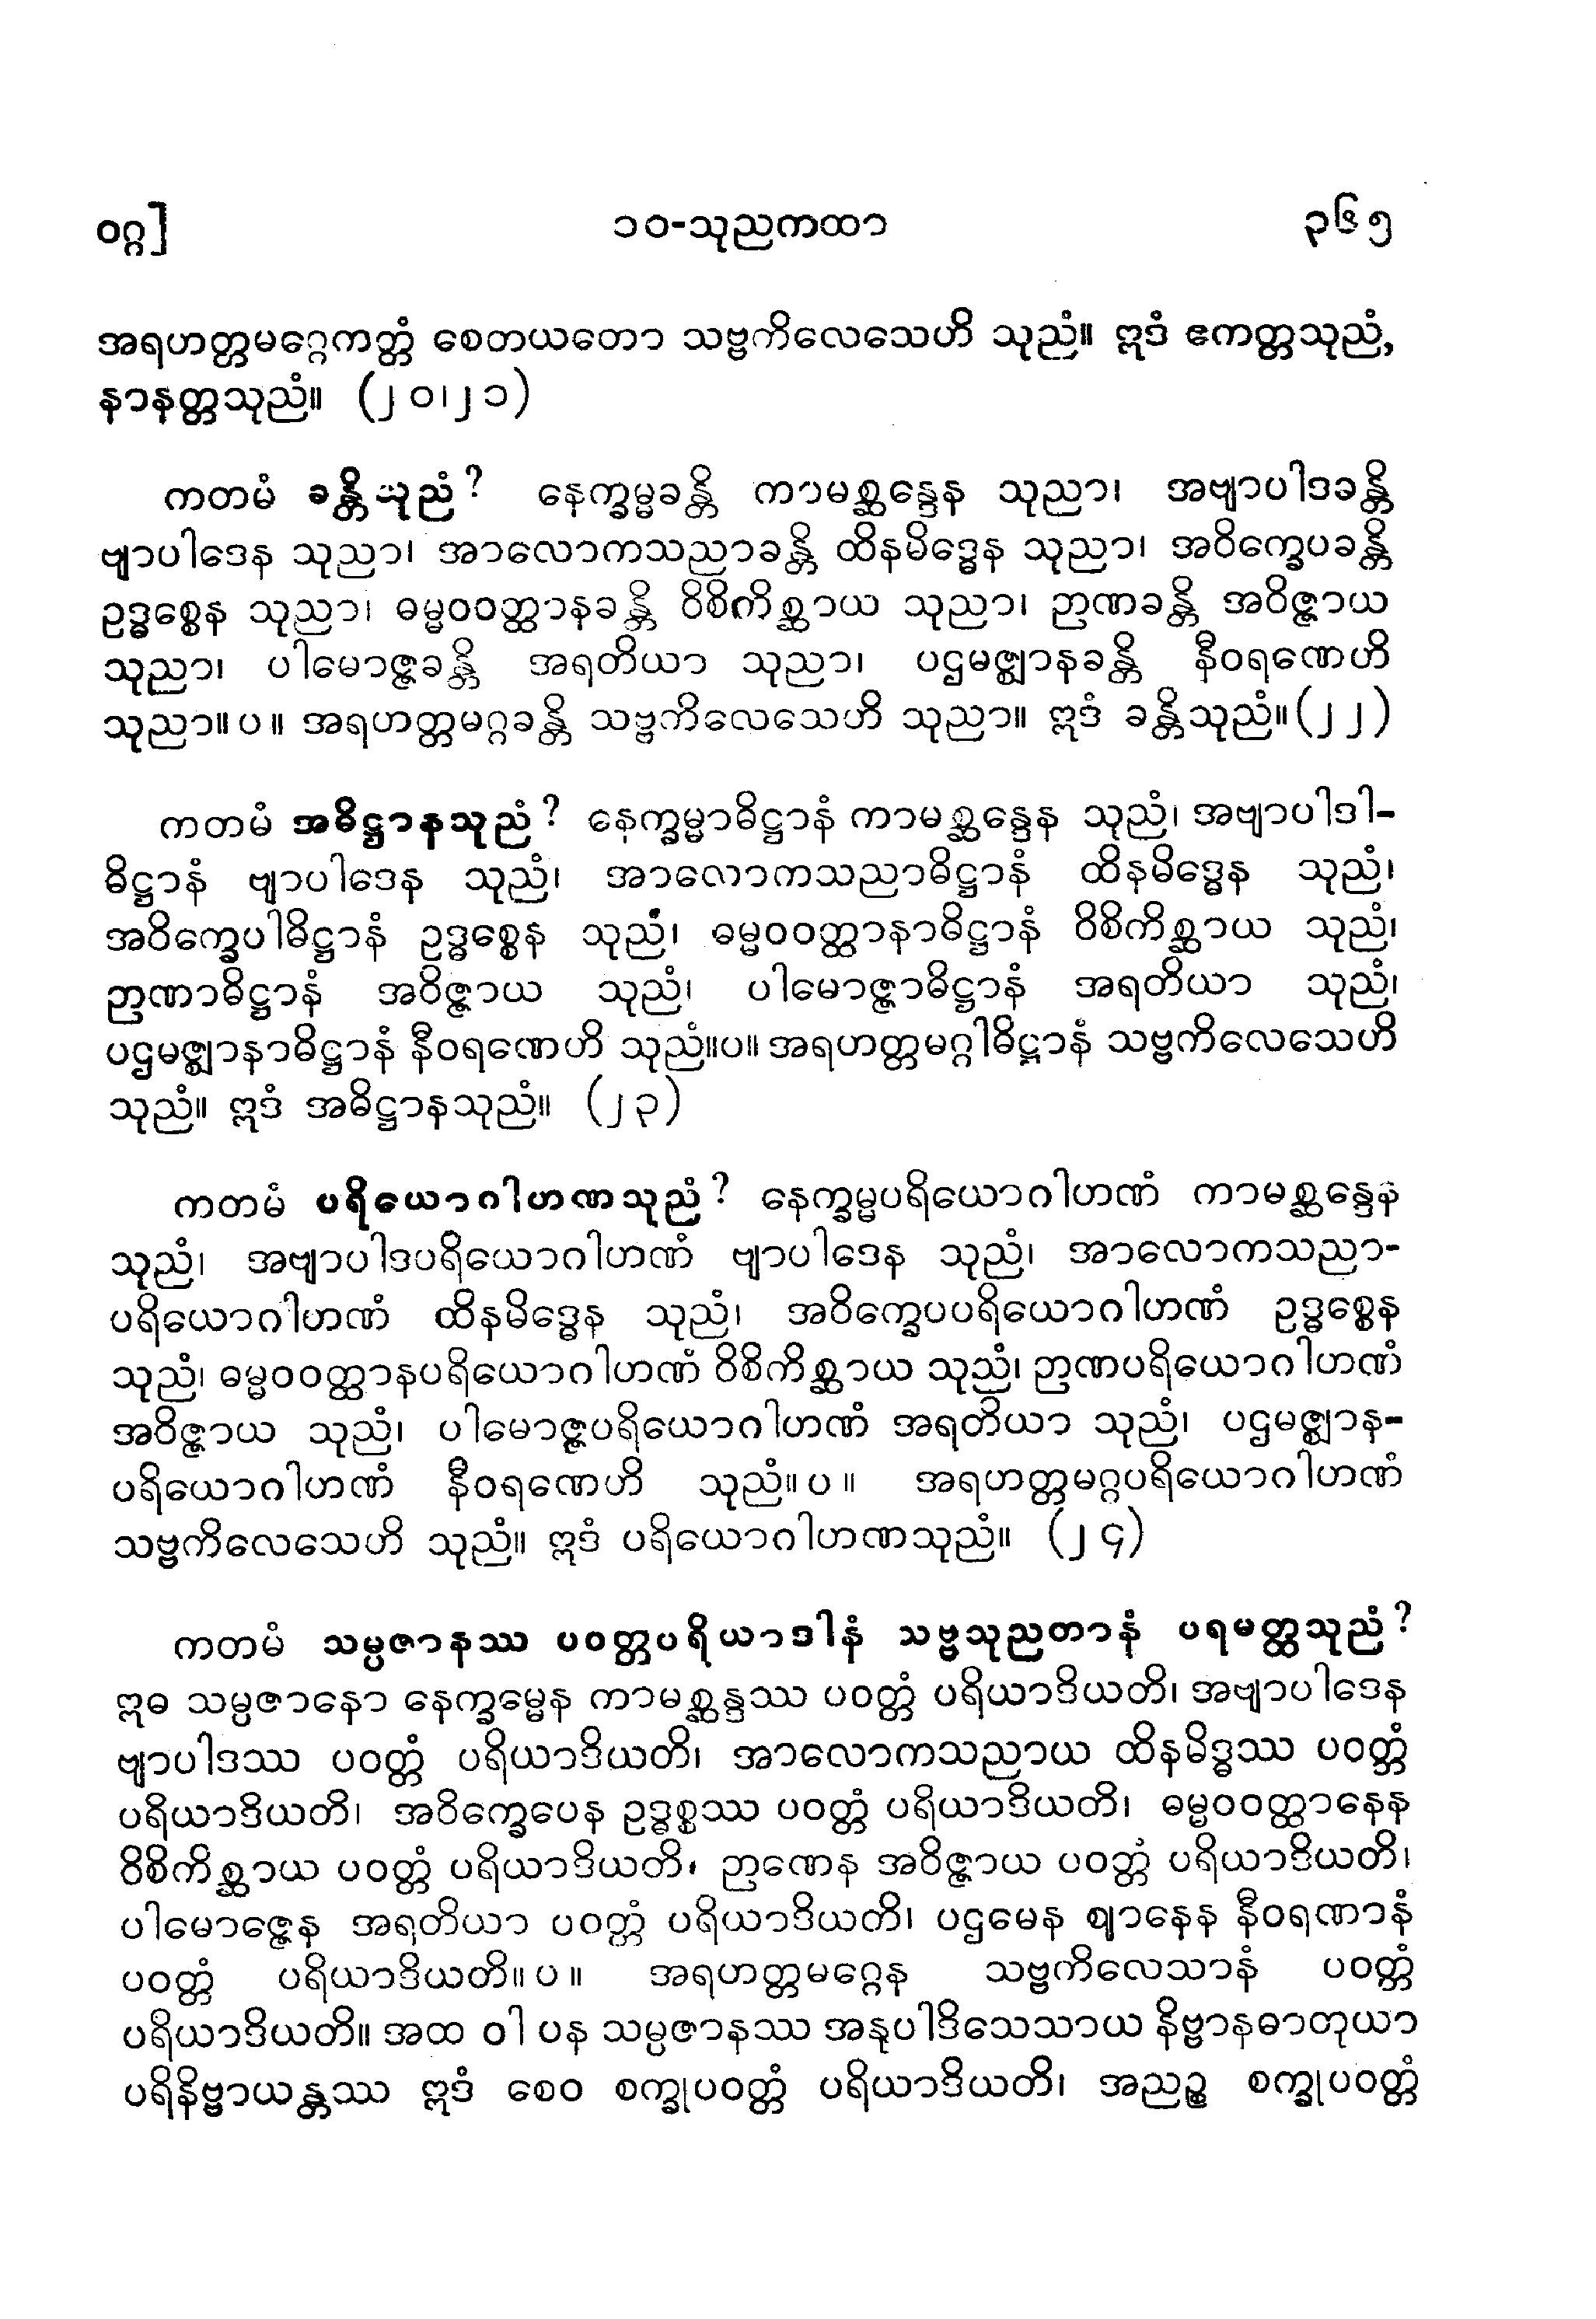 ဝဂ္ဂ]
၁၀-သုညကထာ
၃၆၅
အရဟတ္တမဂ္ဂေကတ္တံ စေတယတော သဗ္ဗကိလေသေဟိ သုညံ။ ဣဒံ ဧကတ္တသုညံ,
နာနတ္တသုညံ။ (၂၀၊၂၁)
ကတမံ ခန္တိသုညံ? နေက္ခမ္မခန္တိ ကာမစ္ဆန္ဒေန သုညာ၊ အဗျာပါဒခန္တိ
ဗျာပါဒေန သုညာ၊ အာလောကသညာခန္တိ ထိနမိဒ္ဓေန သုညာ၊ အဝိက္ခေပခန္တိ
ဥဒ္ဓစ္စေန သုညာ၊ ဓမ္မဝဝတ္ထာနခန္တိ ဝိစိကိစ္ဆာယ သုညာ၊ ဉာဏခန္တိ အဝိဇ္ဇာယ
သုညာ၊ ပါမောဇ္ဇခန္တိ အရတိယာ သုညာ၊ ပဌမဇ္ဈာနခန္တိ နီဝရဏေဟိ
သုညာ။ပ။ အရဟတ္တမဂ္ဂခန္တိ သဗ္ဗကိလေသေဟိ သုညာ။ ဣဒံ ခန္တိသုညံ။(၂၂)
ကတမံ အဓိဋ္ဌာနသုညံ? နေက္ခမ္မာဓိဋ္ဌာနံ ကာမစ္ဆန္ဒေန သုညံ၊ အဗျာပါဒါ-
ဓိဋ္ဌာနံ ဗျာပါဒေန သုညံ၊ အာလောကသညာဓိဋ္ဌာနံ ထိနမိဒ္ဓေန သုညံ၊
အဝိက္ခေပါဓိဋ္ဌာနံ ဥဒ္ဓစ္စေန သုညံ၊ ဓမ္မဝဝတ္ထာနာဓိဋ္ဌာနံ ဝိစိကိစ္ဆာယ သုညံ၊
ဉာဏာဓိဋ္ဌာနံ အဝိဇ္ဇာယ သုညံ၊ ပါမောဇ္ဇာဓိဋ္ဌာနံ အရတိယာ သုညံ၊
ပဌမဇ္ဈာနာဓိဋ္ဌာနံ နီဝရဏေဟိ သုညံ။ပ။ အရဟတ္တမဂ္ဂါဓိဋ္ဌာနံ သဗ္ဗကိလေသေဟိ
သုညံ။ ဣဒံ အဓိဋ္ဌာနသုညံ။ (၂၃)
ကတမံ ပရိယောဂါဟဏသုညံ? နေက္ခမ္မပရိယောဂါဟဏံ ကာမစ္ဆန္ဒေန
သုညံ၊ အဗျာပါဒပရိယောဂါဟဏံ ဗျာပါဒေန သုညံ၊ အာလောကသညာ-
ပရိယောဂါဟဏံ ထိနမိဒ္ဓေန သုညံ၊ အဝိက္ခေပပရိယောဂါဟဏံ ဥဒ္ဓစ္စေန
သုညံ၊ ဓမ္မဝဝတ္ထာနပရိယောဂါဟဏံ ဝိစိကိစ္ဆာယ သုညံ၊ ဉာဏပရိယောဂါဟဏံ
အဝိဇ္ဇာယ သုညံ၊ ပါမောဇ္ဇပရိယောဂါဟဏံ အရတိယာ သုညံ၊ ပဌမဇ္ဈာန-
ပရိယောဂါဟဏံ နီဝရဏေဟိ သုညံ။ပ။ အရဟတ္တမဂ္ဂပရိယောဂါဟဏံ
သဗ္ဗကိလေသေဟိ သုညံ။ ဣဒံ ပရိယောဂါဟဏသုညံ။ (၂၄)
ကတမံ သမ္ပဇာနဿ ပဝတ္တပရိယာဒါနံ သဗ္ဗသုညတာနံ ပရမတ္ထသုညံ?
ဣဓ သမ္ပဇာနော နေက္ခမ္မေန ကာမစ္ဆန္ဒဿ ပဝတ္တံ ပရိယာဒိယတိ၊ အဗျာပါဒေန
ဗျာပါဒဿ ပဝတ္တံ ပရိယာဒိယတိ၊ အာလောကသညာယ ထိနမိဒ္ဓဿ ပဝတ္တံ
ပရိယာဒိယတိ၊ အဝိက္ခေပေန ဥဒ္ဓစ္စဿ ပဝတ္တံ ပရိယာဒိယတိ၊ ဓမ္မဝဝတ္ထာနေန
ဝိစိကိစ္ဆာယ ပဝတ္တံ ပရိယာဒိယတိ၊ ဉာဏေန အဝိဇ္ဇာယ ပဝတ္တံ ပရိယာဒိယတိ၊
ပါမောဇ္ဇေန အရတိယာ ပဝတ္တံ ပရိယာဒိယတိ၊ ပဌမေန ဈာနေန နီဝရဏာနံ
ပဝတ္တံ ပရိယာဒိယတိ။ပ။ အရဟတ္တမဂ္ဂေန သဗ္ဗကိလေသာနံ ပဝတ္တံ
ပရိယာဒိယတိ။ အထ ဝါ ပန သမ္ပဇာနဿ အနုပါဒိသေသာယ နိဗ္ဗာနဓာတုယာ
ပရိနိဗ္ဗာယန္တဿ ဣဒံ စေဝ စက္ခုပဝတ္တံ ပရိယာဒိယတိ၊ အညဉ္စ စက္ခုပဝတ္တံ